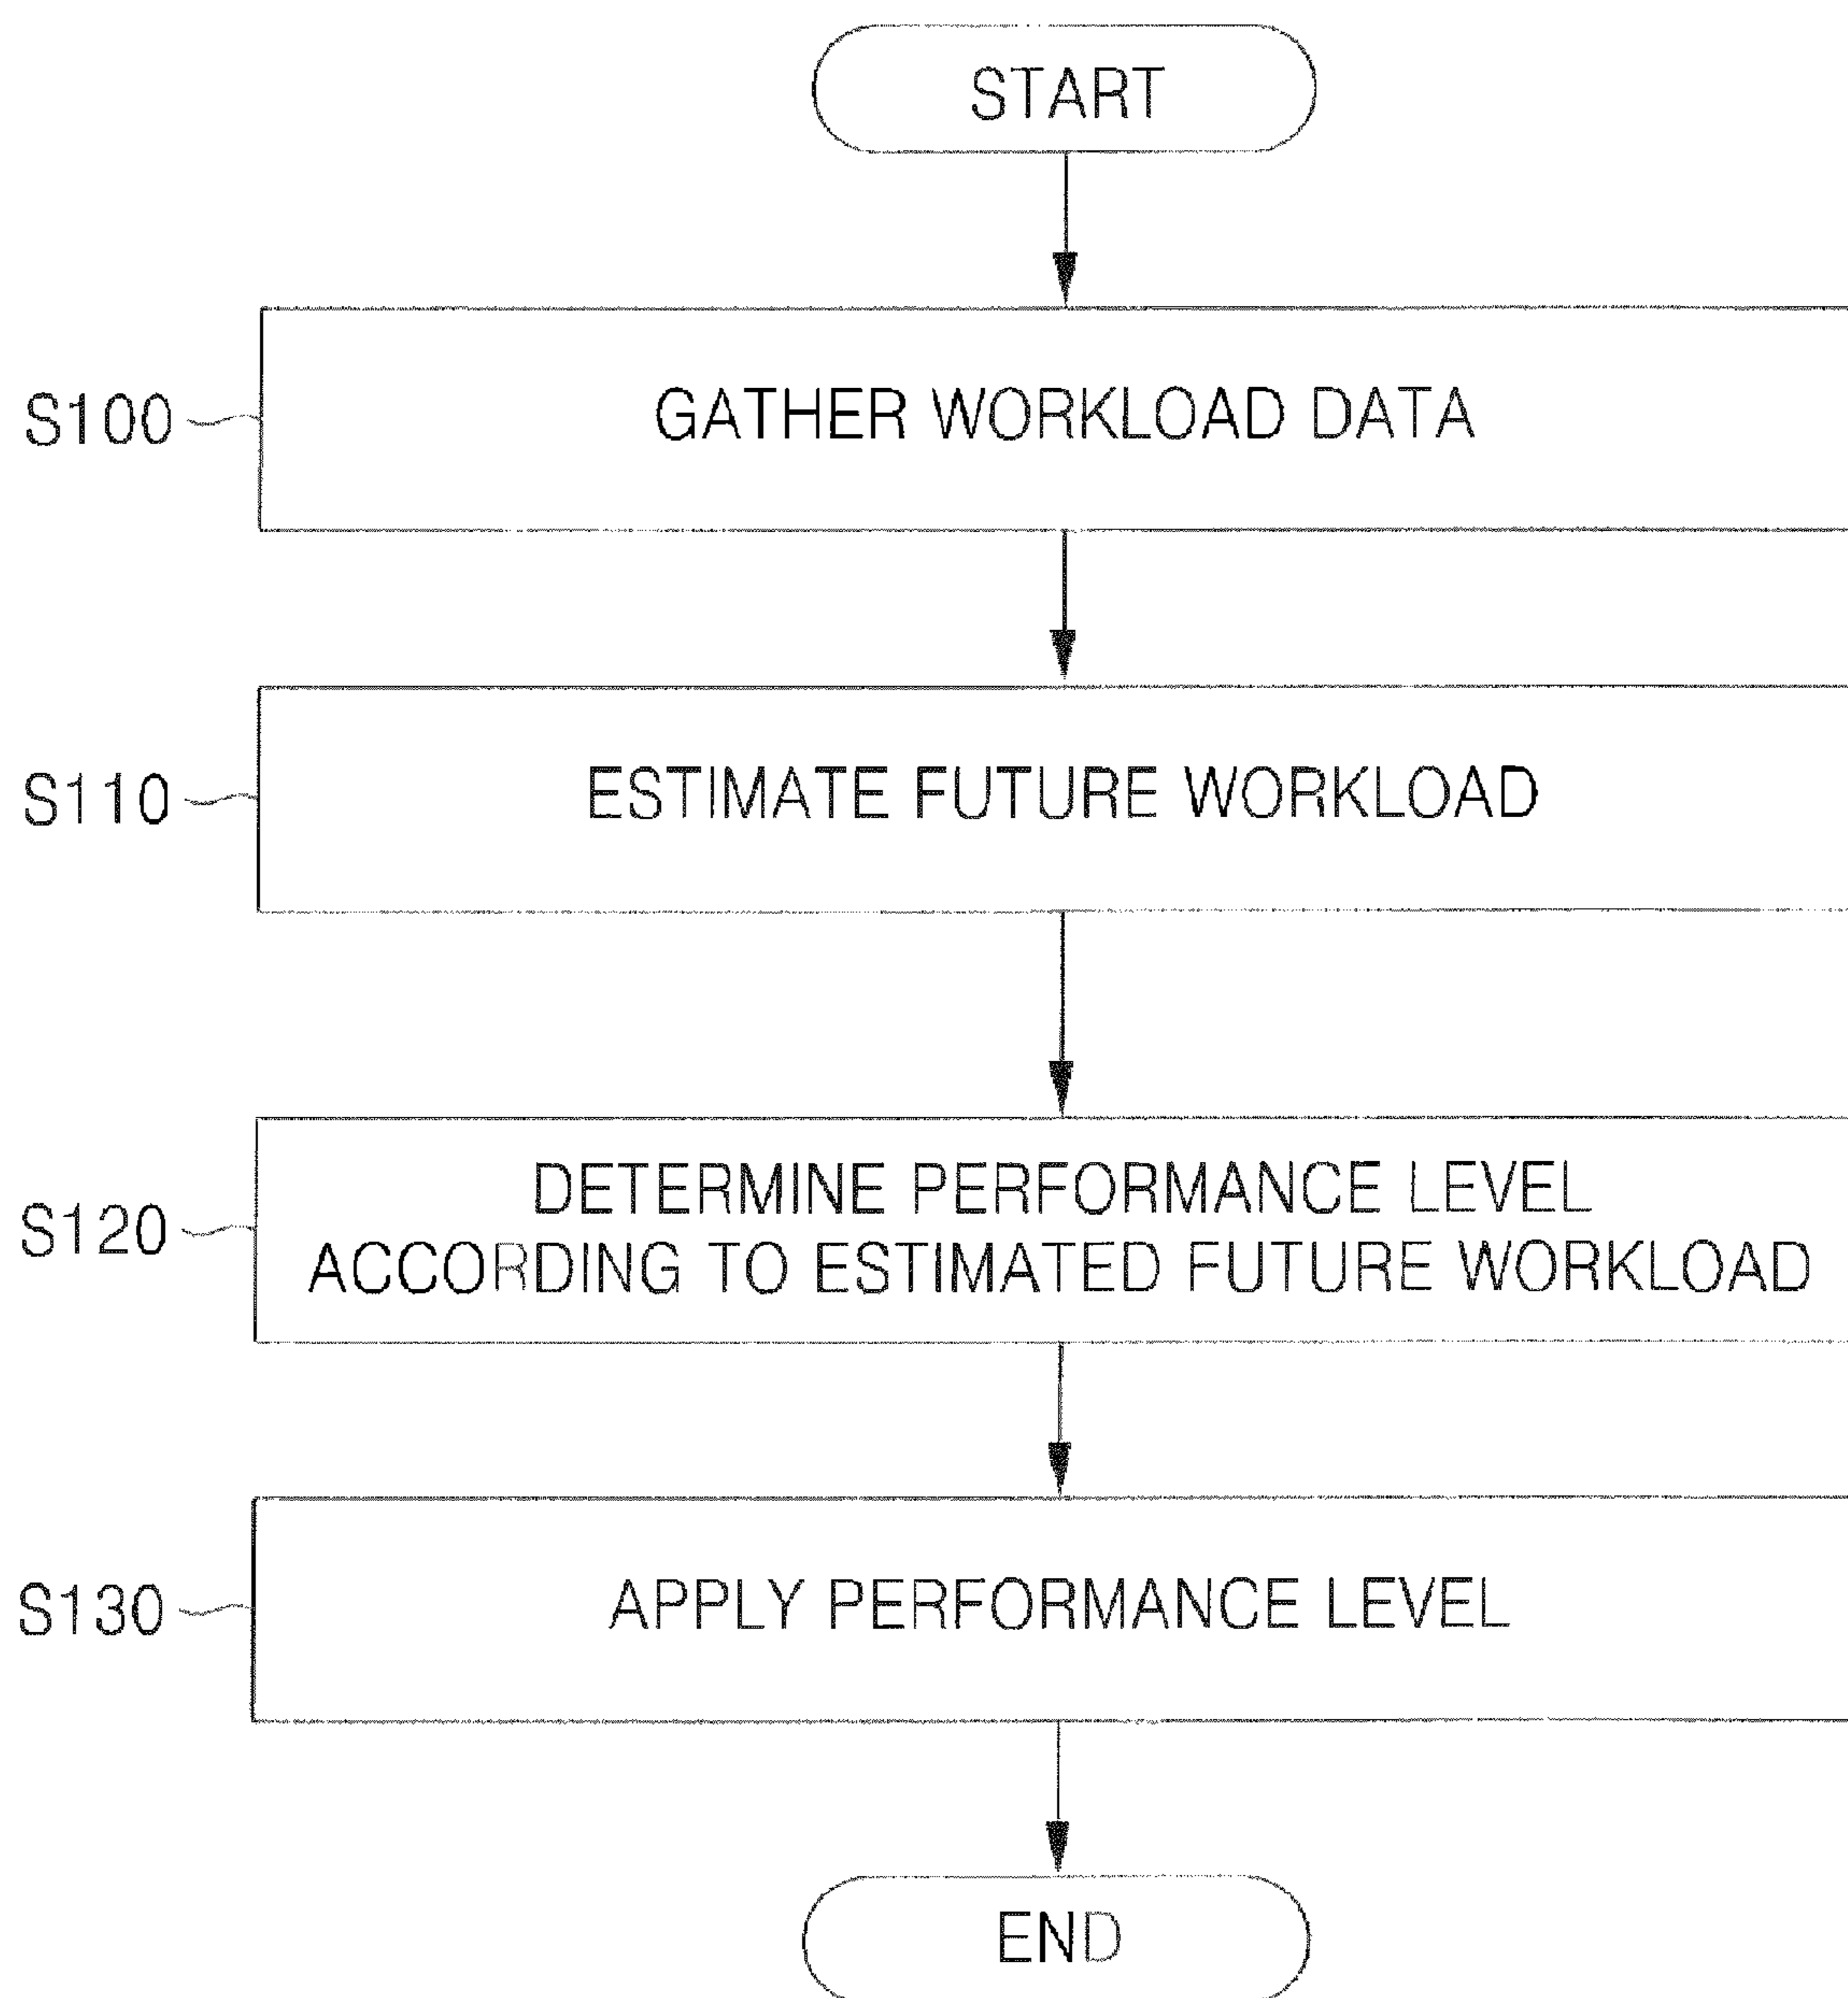 START
S100
GATHER WORKLOAD DATA
S110
ESTIMATE FUTURE WORKLOAD
S120
DETERMINE PERFORMANCE LEVEL
ACCORDING TO ESTIMATED FUTURE WORKLOAD
S130
APPLY PERFORMANCE LEVEL
END